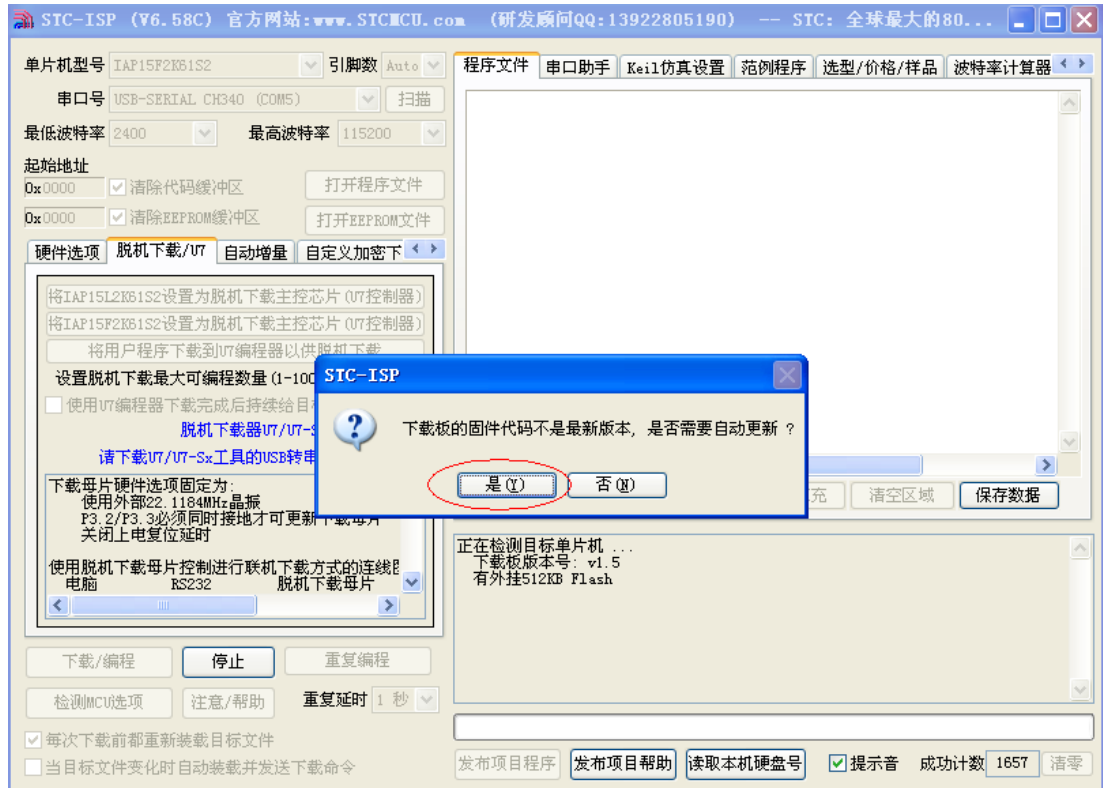 STC-ISP (V6.58C) 官方网站:www.STCMCU.com (研发顾问QQ:13922805190) -- STC: 全球最大的80...
单片机型号 IAP15F2K61S2 引脚数 Auto
串口号 USB-SERIAL CH340 (COM5) 扫描
最低波特率 2400 最高波特率 115200
起始地址
0x0000 清除代码缓冲区 打开程序文件
0x0000 清除EEPROM缓冲区 打开EEPROM文件
硬件选项 脱机下载/U7 自动增量 自定义加密下
将IAP15L2K61S2设置为脱机下载主控芯片(U7控制器)
将IAP15F2K61S2设置为脱机下载主控芯片(U7控制器)
将用户程序下载到U7编程器以供脱机下载
设置脱机下载最大可编程数量(1-100
使用U7编程器下载完成后持续给目
脱机下载器U7/U7-S
请下载U7/U7-Sx工具的USB转串
下载母片硬件选项固定为:
使用外部22.1184MHz晶振
P3.2/P3.3必须同时接地才可更新下载母片
关闭上电复位延时
使用脱机下载母片控制进行联机下载方式的连线图
电脑 RS232 脱机下载母片
下载/编程 停止 重复编程
检测MCU选项 注意/帮助 重复延时 1 秒
每次下载前都重新装载目标文件
当目标文件变化时自动装载并发送下载命令
程序文件 串口助手 Keil仿真设置 范例程序 选型/价格/样品 波特率计算器
STC-ISP
下载板的固件代码不是最新版本, 是否需要自动更新 ?
是(Y) 否(N)
充 清空区域 保存数据
正在检测目标单片机 ...
下载板版本号: v1.5
有外挂512KB Flash
发布项目程序 发布项目帮助 读取本机硬盘号 提示音 成功计数 1657 清零